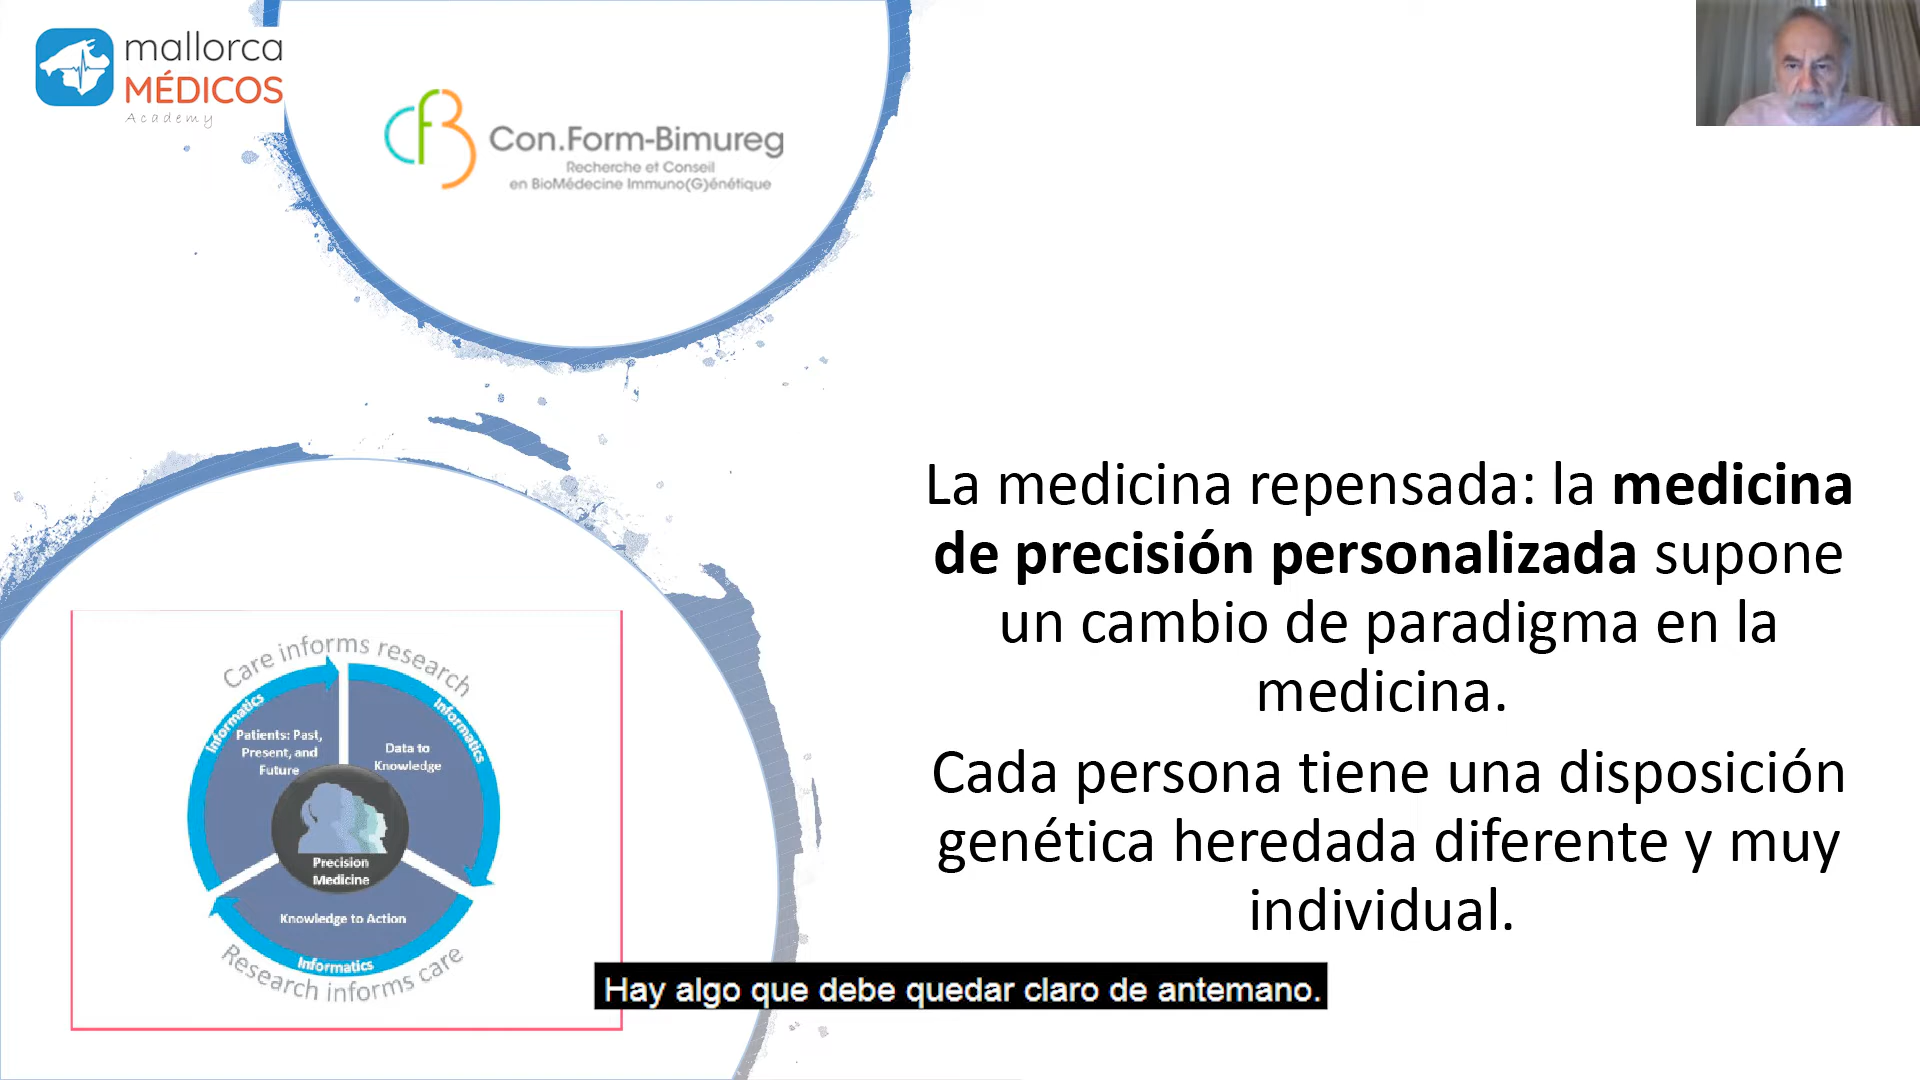 mallorca
MÉDICOS
Academy
cfB
Con.Form-Bimureg
Recherche et Conseil
en BioMédecine Immuno(G)énétique
La medicina repensada: la medicina
de precisión personalizada supone
un cambio de paradigma en la
medicina.
Cada persona tiene una disposición
genética heredada diferente y muy
individual.
Care informs research
Informatics
Informatics
Patients: Past,
Present, and
Future
Data to
Knowledge
Precision
Medicine
Knowledge to Action
Informatics
Research informs care
Hay algo que debe quedar claro de antemano.